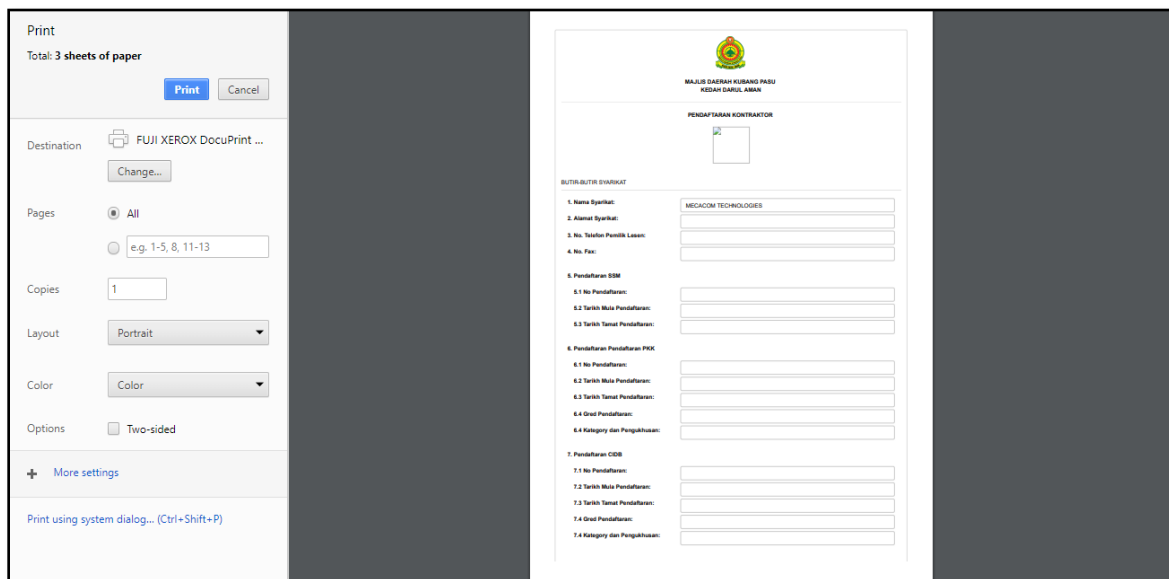 Print
Total: 3 sheets of paper
Print
Cancel
Destination
FUJI XEROX DocuPrint ...
Change...
Pages
All
e.g. 1-5, 8, 11-13
Copies
1
Layout
Portrait
Color
Color
Options
Two-sided
More settings
Print using system dialog... (Ctrl+Shift+P)
MAJLIS DAERAH KUBANG PASU
KEDAH DARUL AMAN
PENDAFTARAN KONTRAKTOR
BUTIR-BUTIR SYARIKAT
1. Nama Syarikat:
MECACOM TECHNOLOGIES
2. Alamat Syarikat:
3. No. Telefon Pemilik Lesen:
4. No. Fax:
5. Pendaftaran SSM
5.1 No Pendaftaran:
5.2 Tarikh Mula Pendaftaran:
5.3 Tarikh Tamat Pendaftaran:
6. Pendaftaran Pendaftaran PKK
6.1 No Pendaftaran:
6.2 Tarikh Mula Pendaftaran:
6.3 Tarikh Tamat Pendaftaran:
6.4 Gred Pendaftaran:
6.4 Kategory dan Pengukhusan:
7. Pendaftaran CIDB
7.1 No Pendaftaran:
7.2 Tarikh Mula Pendaftaran:
7.3 Tarikh Tamat Pendaftaran:
7.4 Gred Pendaftaran:
7.4 Kategory dan Pengukhusan: